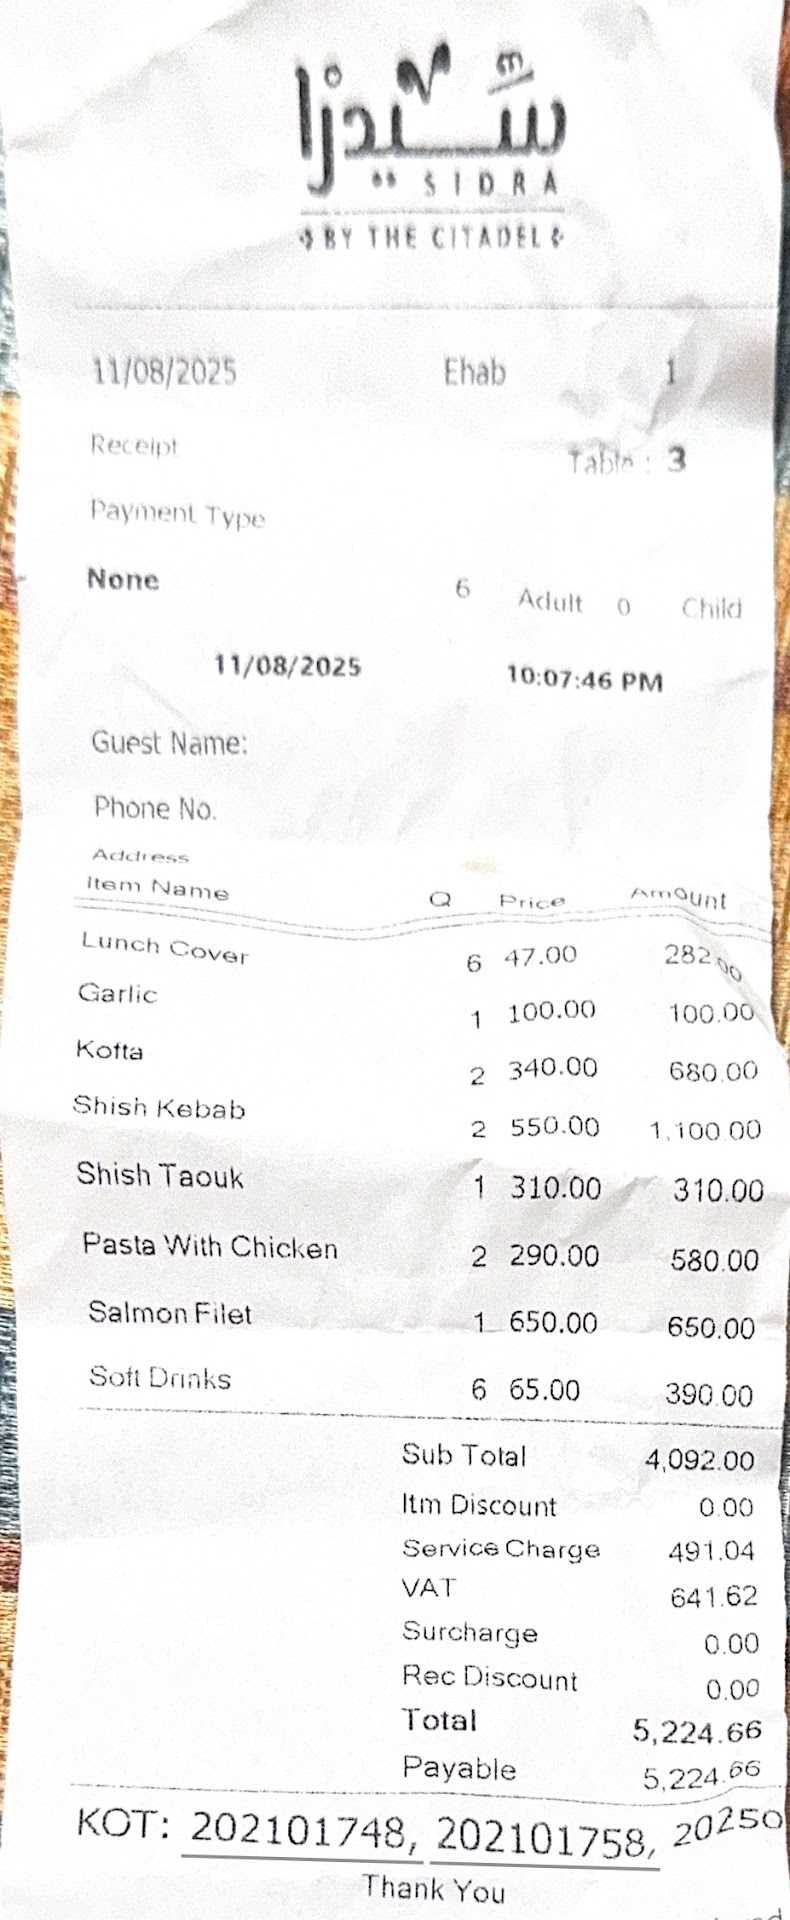 سيدرا
SIDRA
BY THE CITADEL
11/08/2025 Ehab 1
Receipt Table : 3
Payment Type
None 6 Adult 0 Child
11/08/2025 10:07:46 PM
Guest Name:
Phone No.
Address
Item Name Q Price Amount
Lunch Cover 6 47.00 282.00
Garlic 1 100.00 100.00
Kofta 2 340.00 680.00
Shish Kebab 2 550.00 1,100.00
Shish Taouk 1 310.00 310.00
Pasta With Chicken 2 290.00 580.00
Salmon Filet 1 650.00 650.00
Soft Drinks 6 65.00 390.00
Sub Total 4,092.00
Itm Discount 0.00
Service Charge 491.04
VAT 641.62
Surcharge 0.00
Rec Discount 0.00
Total 5,224.66
Payable 5,224.66
KOT: 202101748, 202101758, 20250
Thank You